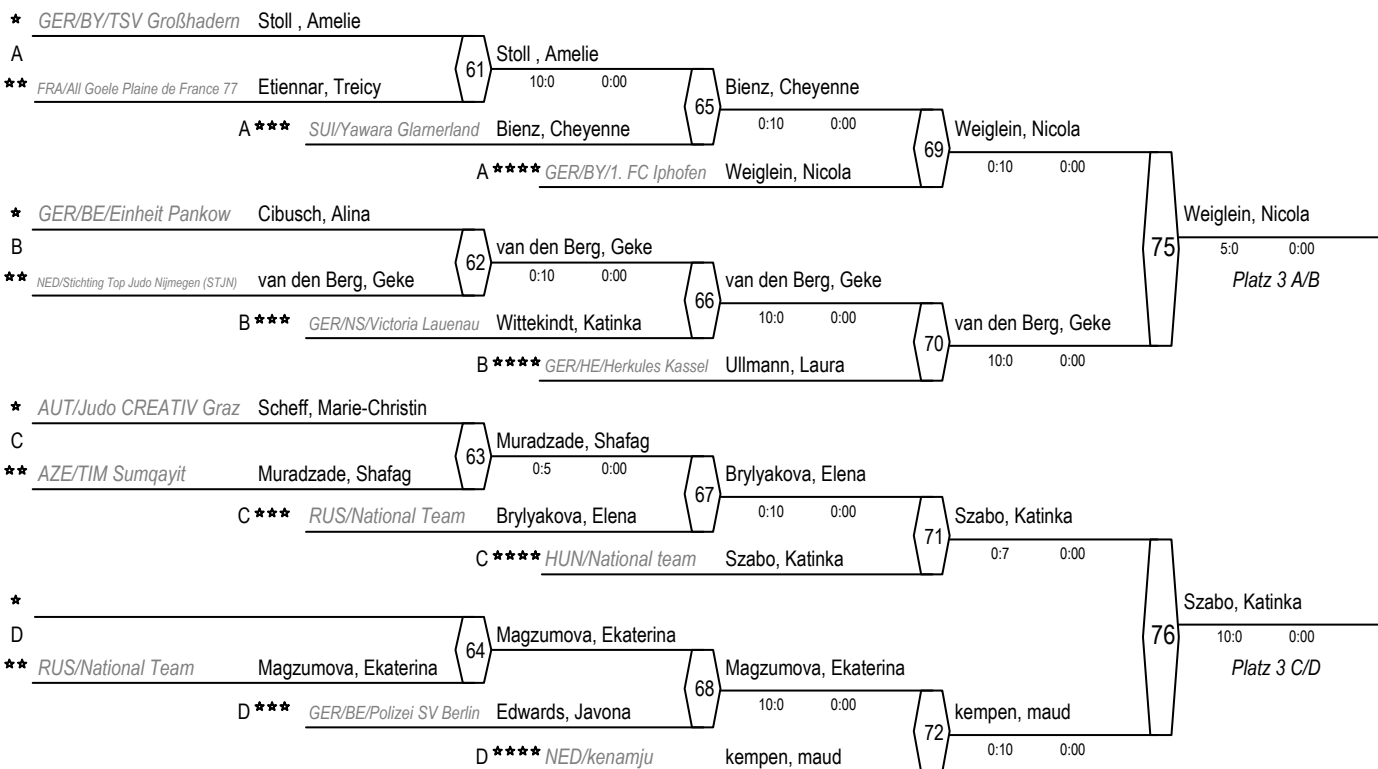 * GER/BY/TSV Großhadern Stoll , Amelie
A
61 Stoll , Amelie
** FRA/All Goele Plaine de France 77 Etiennar, Treicy
10:0 0:00
65 Bienz, Cheyenne
A *** SUI/Yawara Glarnerland Bienz, Cheyenne
0:10 0:00
69 Weiglein, Nicola
A **** GER/BY/1. FC Iphofen Weiglein, Nicola
0:10 0:00
* GER/BE/Einheit Pankow Cibusch, Alina
75 Weiglein, Nicola
5:0 0:00
Platz 3 A/B
B
62 van den Berg, Geke
** NED/Stichting Top Judo Nijmegen (STJN) van den Berg, Geke
0:10 0:00
66 van den Berg, Geke
B *** GER/NS/Victoria Lauenau Wittekindt, Katinka
10:0 0:00
70 van den Berg, Geke
B **** GER/HE/Herkules Kassel Ullmann, Laura
10:0 0:00
* AUT/Judo CREATIV Graz Scheff, Marie-Christin
C
63 Muradzade, Shafag
** AZE/TIM Sumqayit Muradzade, Shafag
0:5 0:00
67 Brylyakova, Elena
C *** RUS/National Team Brylyakova, Elena
0:10 0:00
71 Szabo, Katinka
C **** HUN/National team Szabo, Katinka
0:7 0:00
*
76 Szabo, Katinka
10:0 0:00
Platz 3 C/D
D
64 Magzumova, Ekaterina
** RUS/National Team Magzumova, Ekaterina
68 Magzumova, Ekaterina
D *** GER/BE/Polizei SV Berlin Edwards, Javona
10:0 0:00
72 kempen, maud
D **** NED/kenamju kempen, maud
0:10 0:00